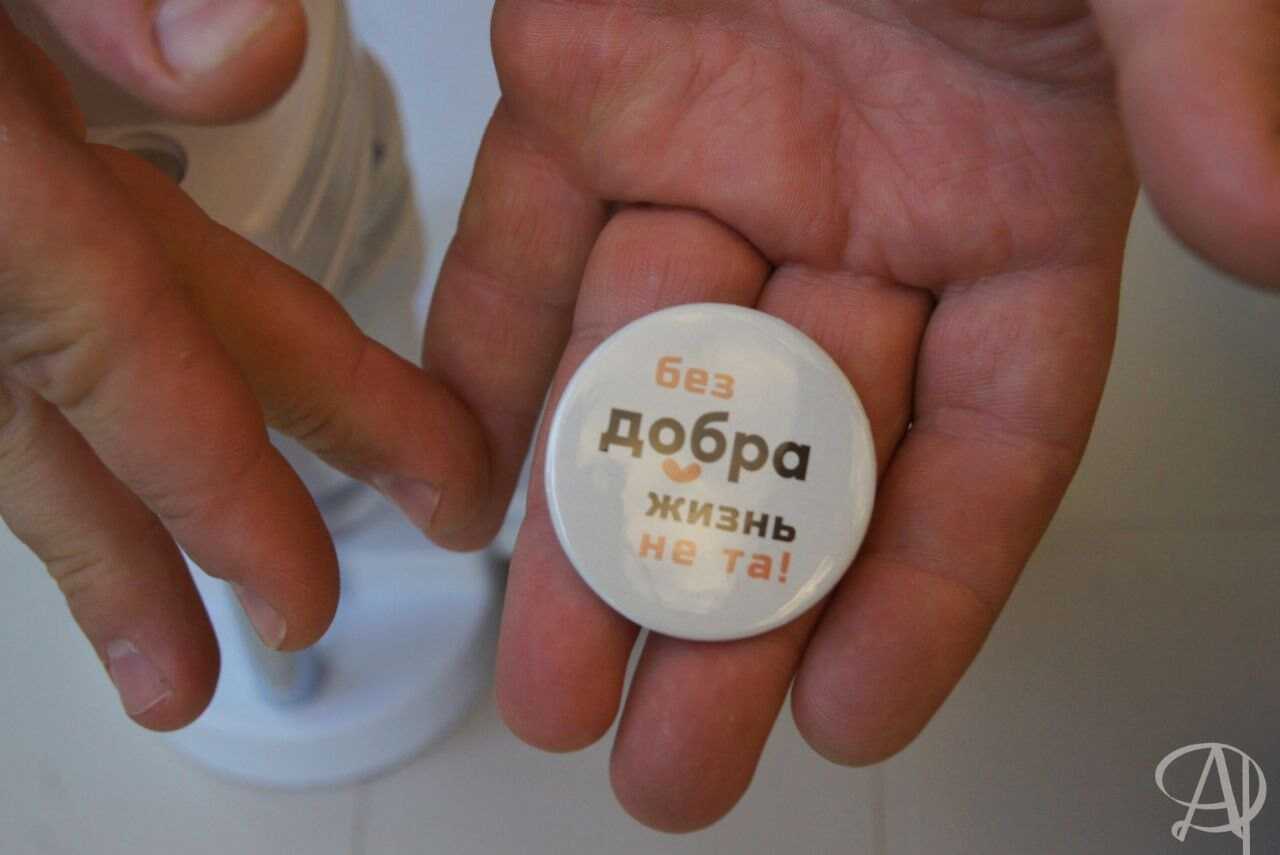 без
добра
жизнь
не та!